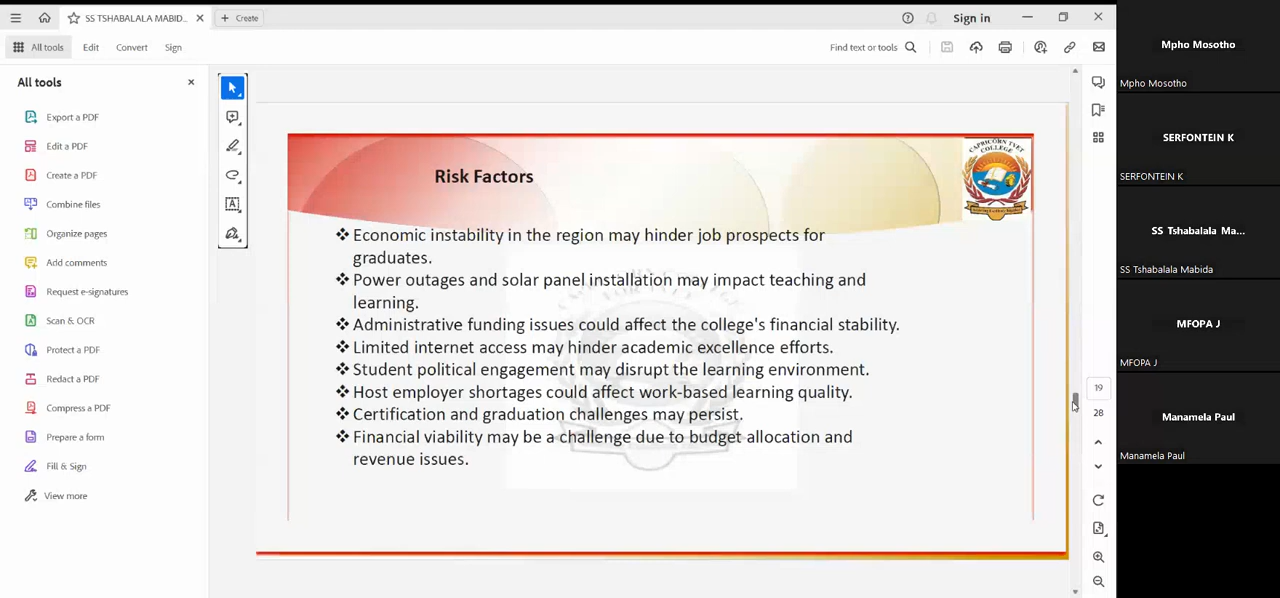 SS TSHABALALA MABID...
Create
Sign in
All tools
Edit
Convert
Sign
Find text or tools
All tools
Export a PDF
Edit a PDF
Create a PDF
Combine files
Organize pages
Add comments
Request e-signatures
Scan & OCR
Protect a PDF
Redact a PDF
Compress a PDF
Prepare a form
Fill & Sign
View more
CAPRICORN TVET
COLLEGE
Risk Factors
❖Economic instability in the region may hinder job prospects for
graduates.
❖Power outages and solar panel installation may impact teaching and
learning.
❖Administrative funding issues could affect the college's financial stability.
❖Limited internet access may hinder academic excellence efforts.
❖Student political engagement may disrupt the learning environment.
❖Host employer shortages could affect work-based learning quality.
❖Certification and graduation challenges may persist.
❖Financial viability may be a challenge due to budget allocation and
revenue issues.
19
28
Mpho Mosotho
Mpho Mosotho
SERFONTEIN K
SERFONTEIN K
SS Tshabalala Ma...
SS Tshabalala Mabida
MFOPA J
MFOPA J
Manamela Paul
Manamela Paul